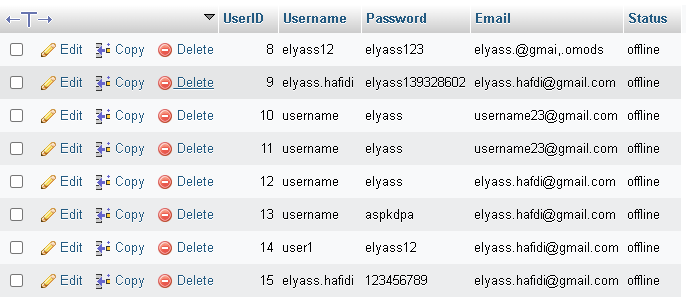 UserID Username Password Email Status
Edit Copy Delete 8 elyass12 elyass123 elyass.@gmai,.omods offline
Edit Copy Delete 9 elyass.hafidi elyass139328602 elyass.hafdi@gmail.com offline
Edit Copy Delete 10 username elyass username23@gmail.com offline
Edit Copy Delete 11 username elyass username23@gmail.com offline
Edit Copy Delete 12 username elyass elyass.hafdi@gmail.com offline
Edit Copy Delete 13 username aspkdpa elyass.hafdi@gmail.com offline
Edit Copy Delete 14 user1 elyass12 elyass.hafidi@gmail.com offline
Edit Copy Delete 15 elyass.hafidi 123456789 elyass.hafidi@gmail.com offline